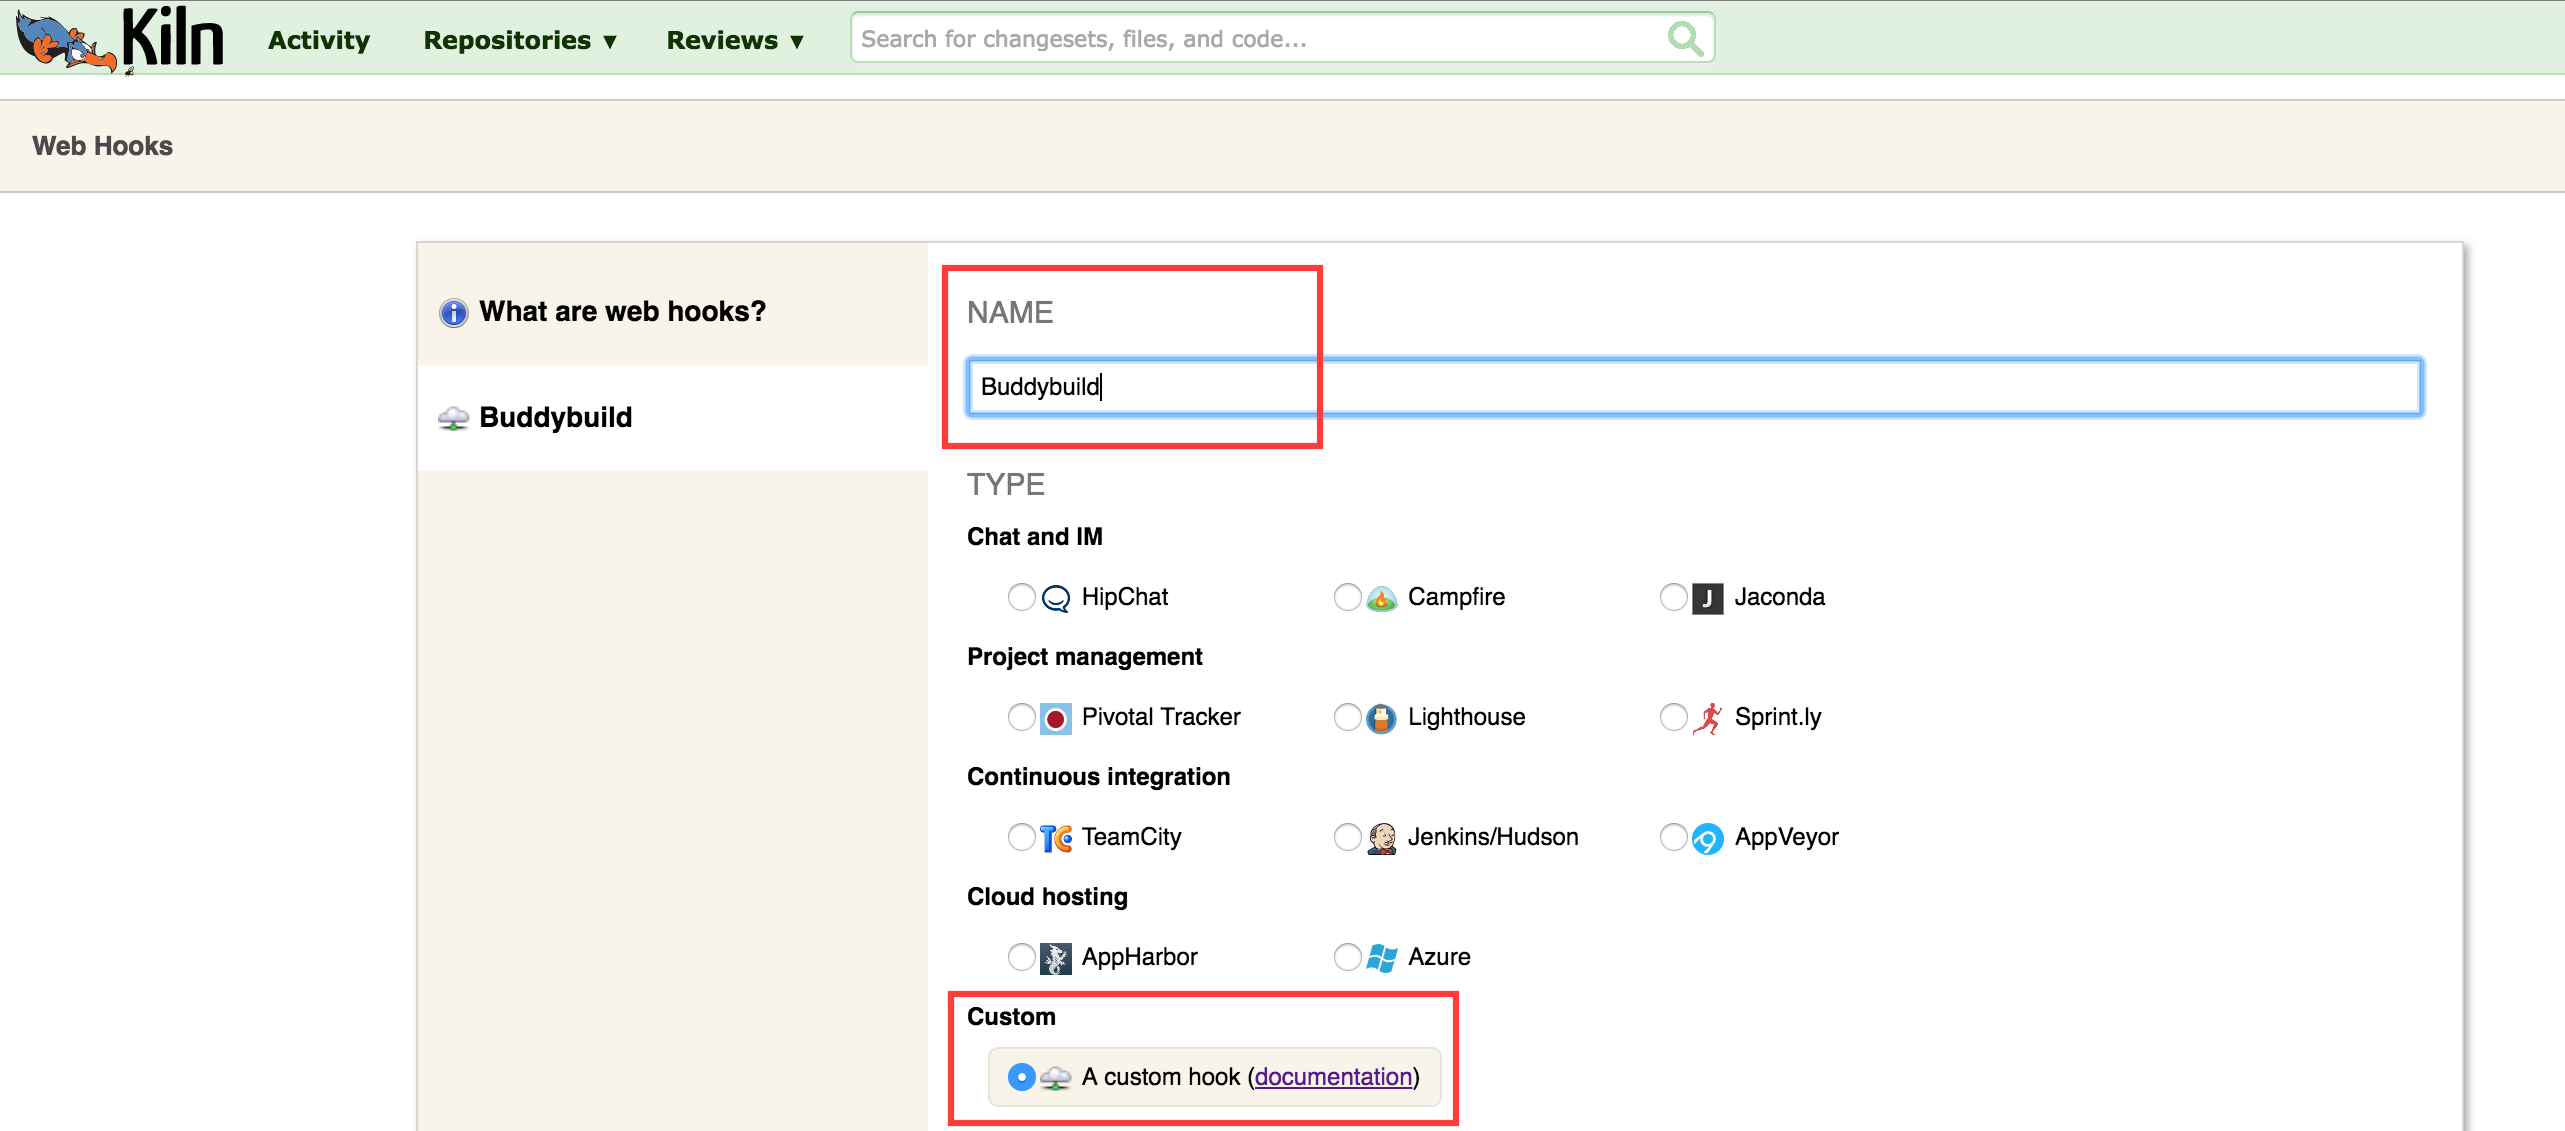 Kiln Activity Repositories ▼ Reviews ▼ Search for changesets, files, and code...
Web Hooks
What are web hooks?
Buddybuild
NAME
Buddybuild
TYPE
Chat and IM
HipChat Campfire Jaconda
Project management
Pivotal Tracker Lighthouse Sprint.ly
Continuous integration
TeamCity Jenkins/Hudson AppVeyor
Cloud hosting
AppHarbor Azure
Custom
A custom hook (documentation)